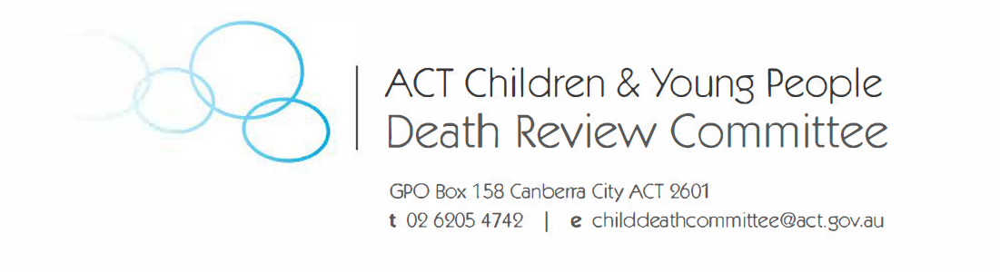 ACT Children & Young People
Death Review Committee
GPO Box 158 Canberra City ACT 2601
t 02 6205 4742 | e childdeathcommittee@act.gov.au